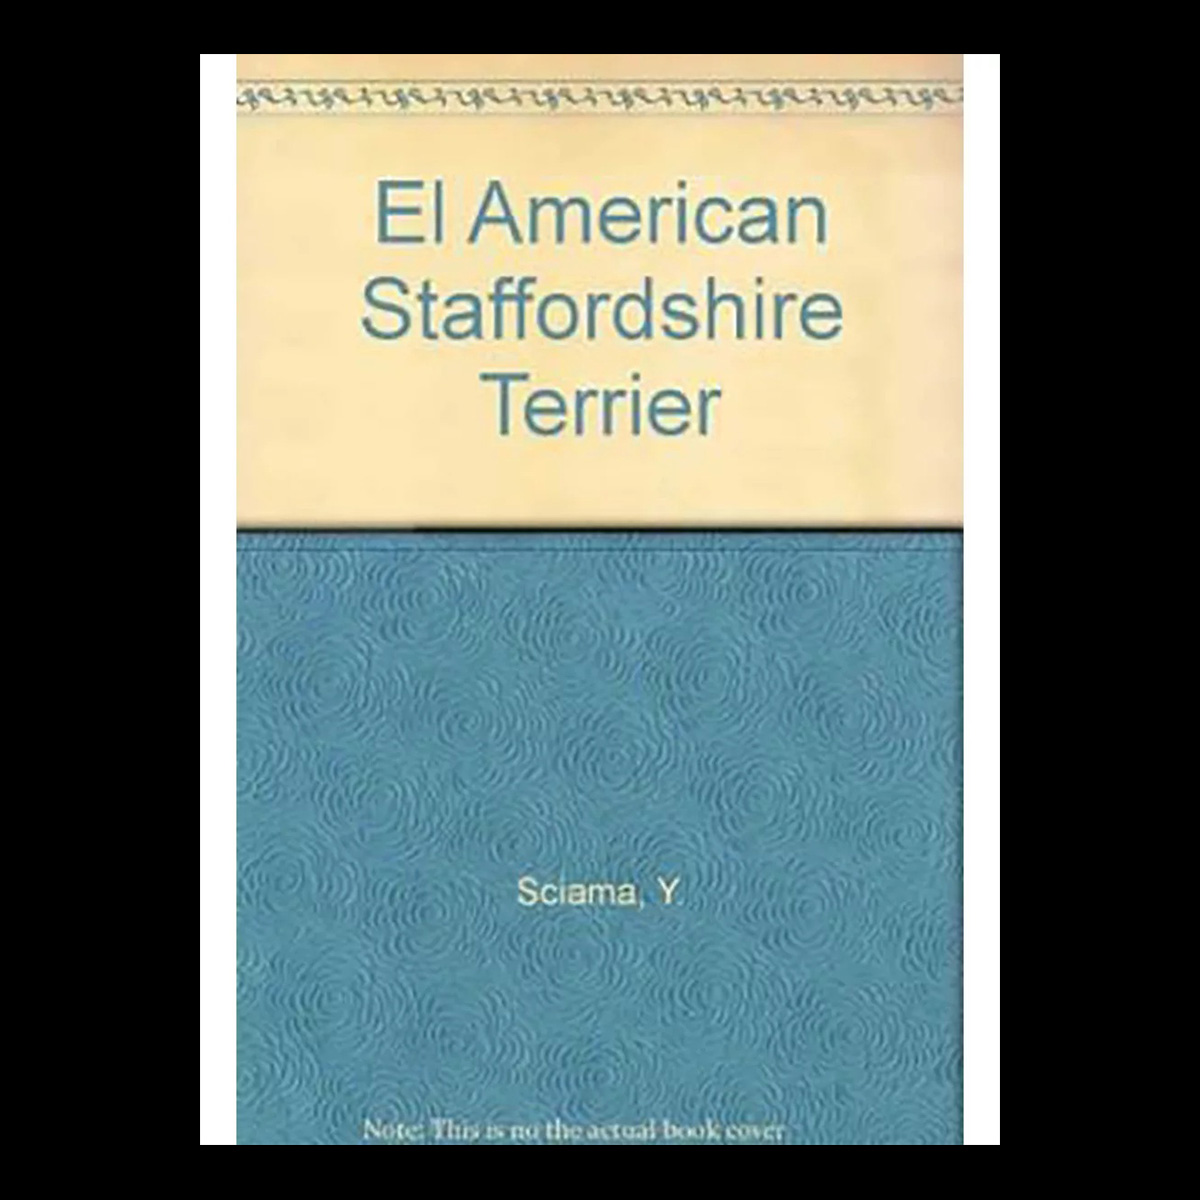 El American
Staffordshire
Terrier
Sciama, Y.
Note: This is no the actual book cover